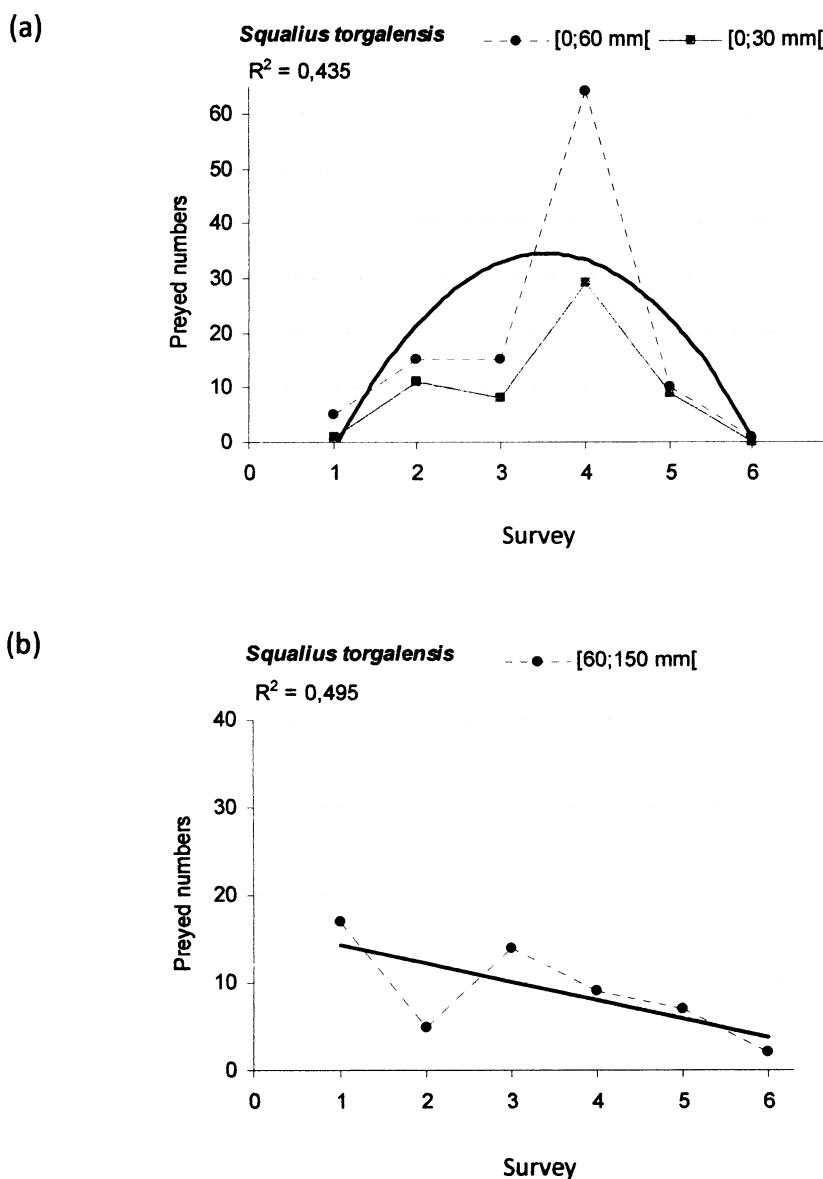 (a)
Squalius torgalensis
[0;60 mm[
[0;30 mm[
R² = 0,435
60
50
40
30
20
10
0
Preyed numbers
0 1 2 3 4 5 6
Survey
(b)
Squalius torgalensis
[60;150 mm[
R² = 0,495
40
30
20
10
0
Preyed numbers
0 1 2 3 4 5 6
Survey